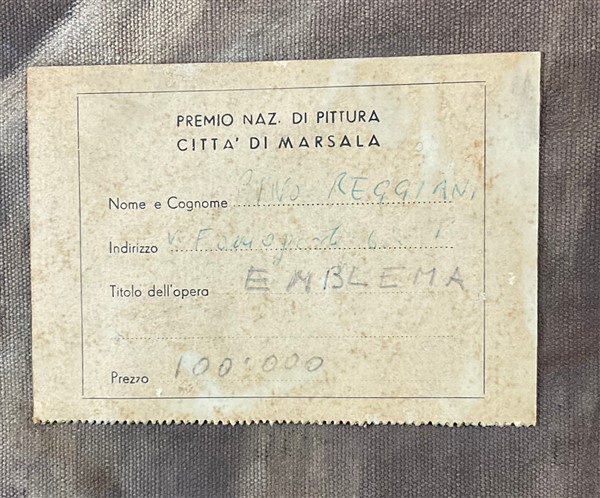 PREMIO NAZ. DI PITTURA
CITTA' DI MARSALA
Nome e Cognome REGGIANI
Indirizzo
Titolo dell'opera EMBLEMA
Prezzo 100'000